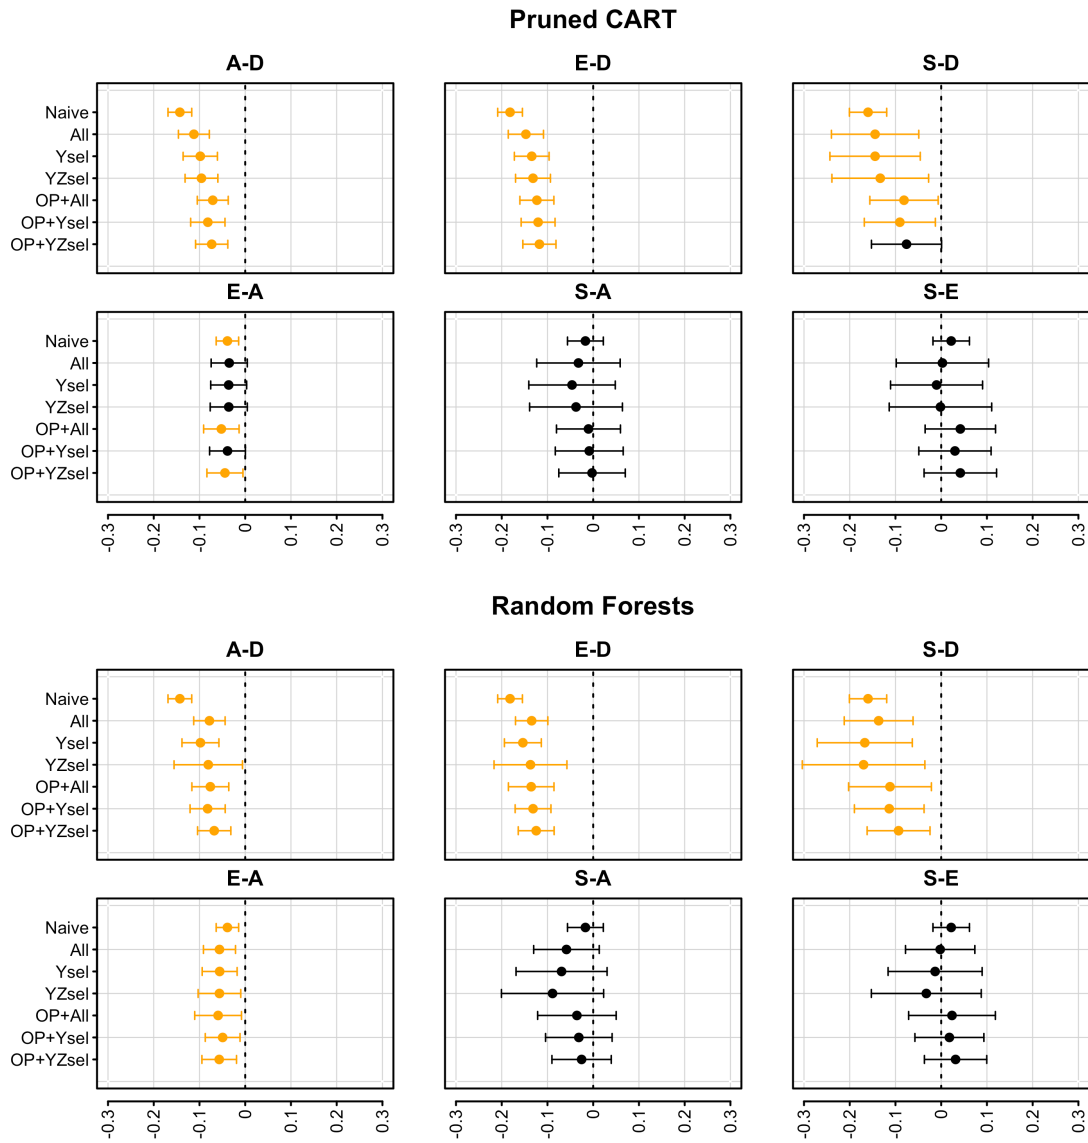 Pruned CART
A-D
E-D
S-D
Naive
All
Ysel
YZsel
OP+All
OP+Ysel
OP+YZsel
E-A
S-A
S-E
Naive
All
Ysel
YZsel
OP+All
OP+Ysel
OP+YZsel
-0.3 -0.2 -0.1 0 0.1 0.2 0.3
-0.3 -0.2 -0.1 0 0.1 0.2 0.3
-0.3 -0.2 -0.1 0 0.1 0.2 0.3
Random Forests
A-D
E-D
S-D
Naive
All
Ysel
YZsel
OP+All
OP+Ysel
OP+YZsel
E-A
S-A
S-E
Naive
All
Ysel
YZsel
OP+All
OP+Ysel
OP+YZsel
-0.3 -0.2 -0.1 0 0.1 0.2 0.3
-0.3 -0.2 -0.1 0 0.1 0.2 0.3
-0.3 -0.2 -0.1 0 0.1 0.2 0.3